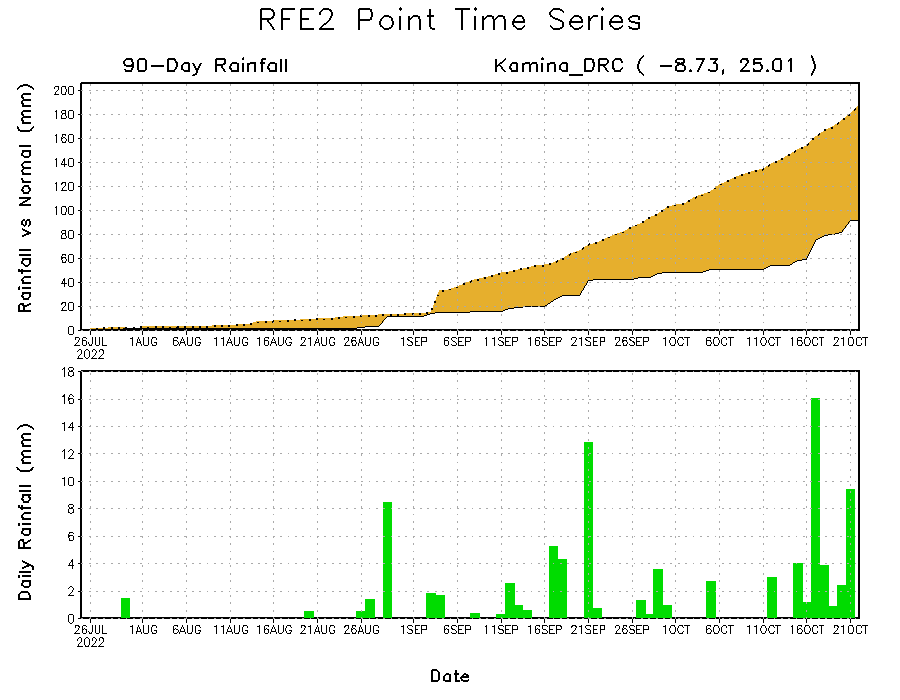 RFE2 Point Time Series
90-Day Rainfall
Kamina_DRC ( -8.73, 25.01 )
Rainfall vs Normal (mm)
200
180
160
140
120
100
80
60
40
20
0
26JUL 1AUG 6AUG 11AUG 16AUG 21AUG 26AUG 1SEP 6SEP 11SEP 16SEP 21SEP 26SEP 1OCT 6OCT 11OCT 16OCT 21OCT
2022
Daily Rainfall (mm)
18
16
14
12
10
8
6
4
2
0
26JUL 1AUG 6AUG 11AUG 16AUG 21AUG 26AUG 1SEP 6SEP 11SEP 16SEP 21SEP 26SEP 1OCT 6OCT 11OCT 16OCT 21OCT
2022
Date